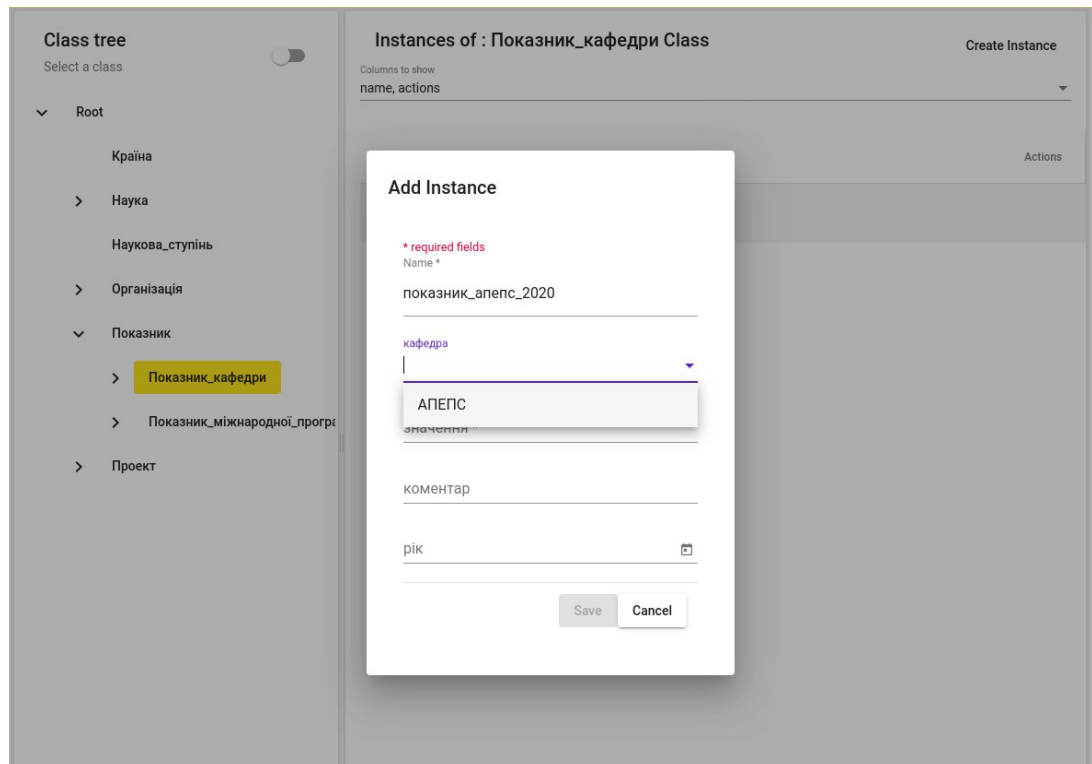 Class tree
Select a class
Root
Країна
Наука
Наукова_ступінь
Організація
Показник
Показник_кафедри
Показник_міжнародної_програ
Проект
Instances of : Показник_кафедри Class
Create Instance
Columns to show
name, actions
Actions
Add Instance
* required fields
Name *
показник_апепс_2020
кафедра
АПЕПС
значення *
коментар
рік
Save
Cancel